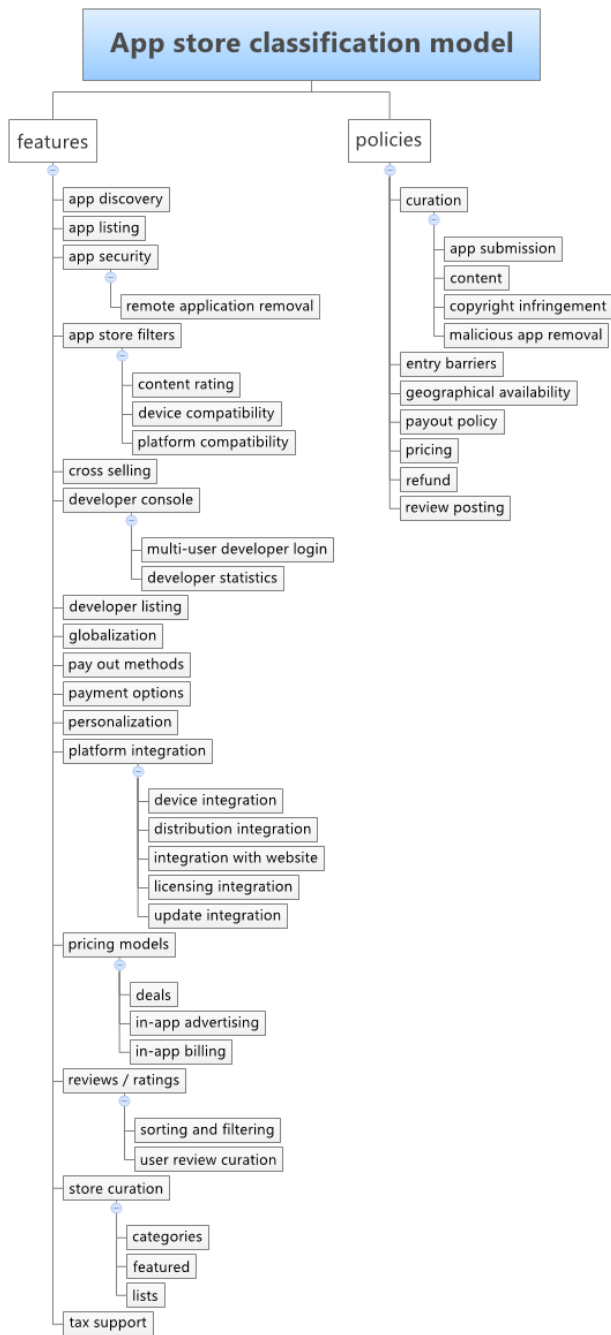 App store classification model
features
app discovery
app listing
app security
remote application removal
app store filters
content rating
device compatibility
platform compatibility
cross selling
developer console
multi-user developer login
developer statistics
developer listing
globalization
pay out methods
payment options
personalization
platform integration
device integration
distribution integration
integration with website
licensing integration
update integration
pricing models
deals
in-app advertising
in-app billing
reviews / ratings
sorting and filtering
user review curation
store curation
categories
featured
lists
tax support
policies
curation
app submission
content
copyright infringement
malicious app removal
entry barriers
geographical availability
payout policy
pricing
refund
review posting